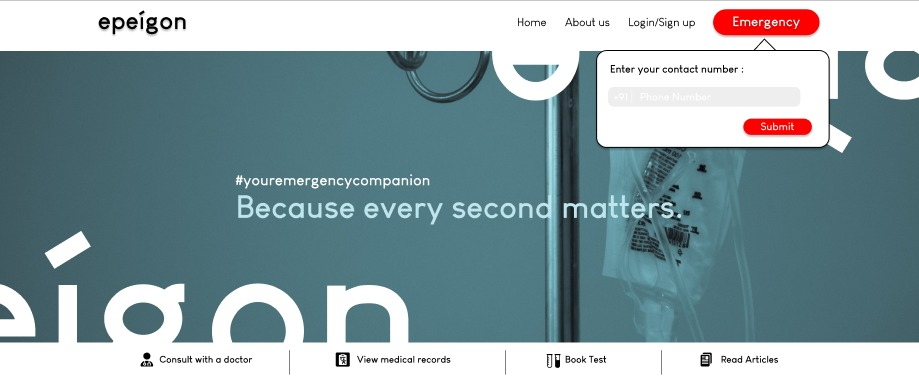 epeígon
Home About us Login/Sign up Emergency
Enter your contact number :
+91 Phone Number
Submit
#youremergencycompanion
Because every second matters.
eígon
Consult with a doctor View medical records Book Test Read Articles